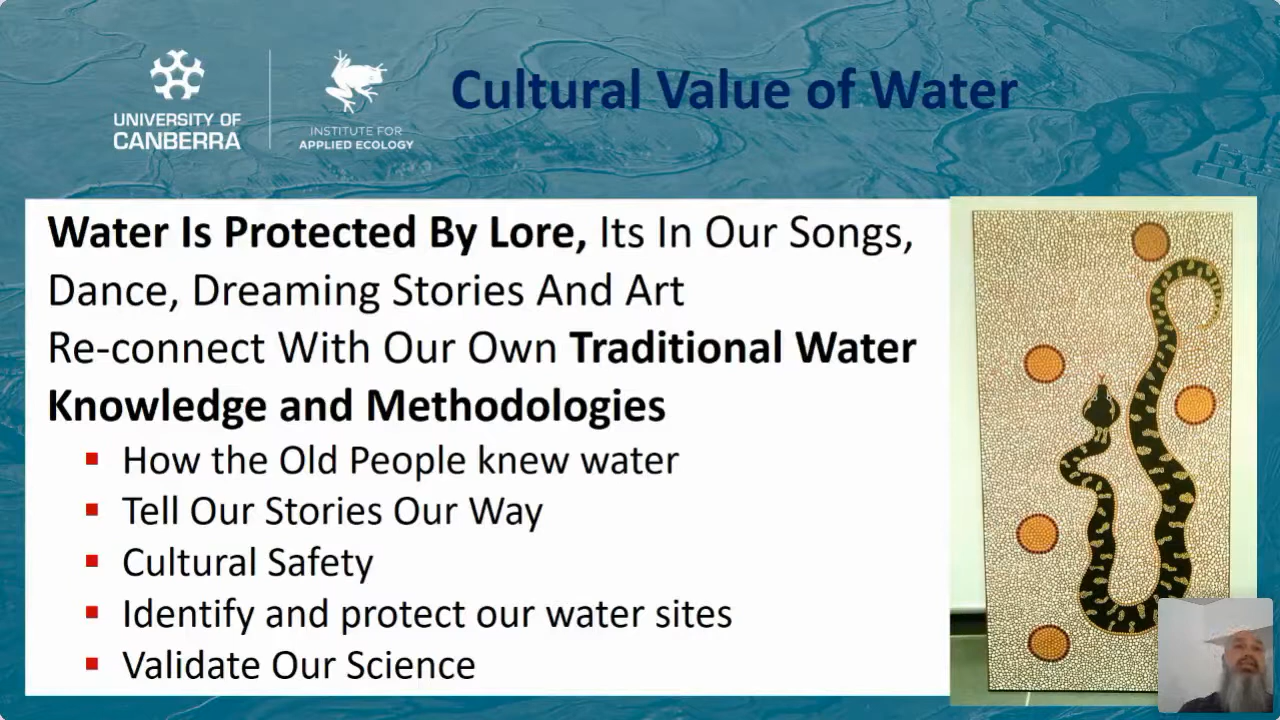 UNIVERSITY OF
CANBERRA
INSTITUTE FOR
APPLIED ECOLOGY
Cultural Value of Water
Water Is Protected By Lore, Its In Our Songs,
Dance, Dreaming Stories And Art
Re-connect With Our Own Traditional Water
Knowledge and Methodologies
▪ How the Old People knew water
▪ Tell Our Stories Our Way
▪ Cultural Safety
▪ Identify and protect our water sites
▪ Validate Our Science